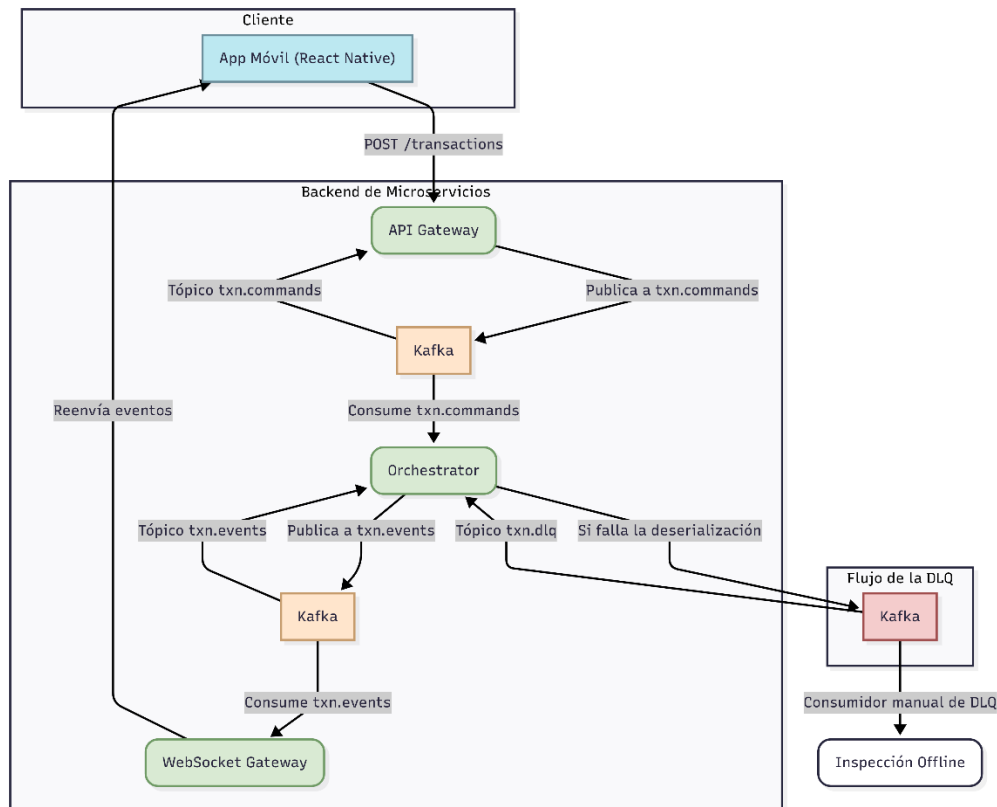 Cliente
App Móvil (React Native)
POST /transactions
Backend de Microservicios
API Gateway
Tópico txn.commands
Publica a txn.commands
Kafka
Reenvía eventos
Consume txn.commands
Orchestrator
Tópico txn.events
Publica a txn.events
Tópico txn.dlq
Si falla la deserialización
Flujo de la DLQ
Kafka
Kafka
Consume txn.events
Consumidor manual de DLQ
WebSocket Gateway
Inspección Offline